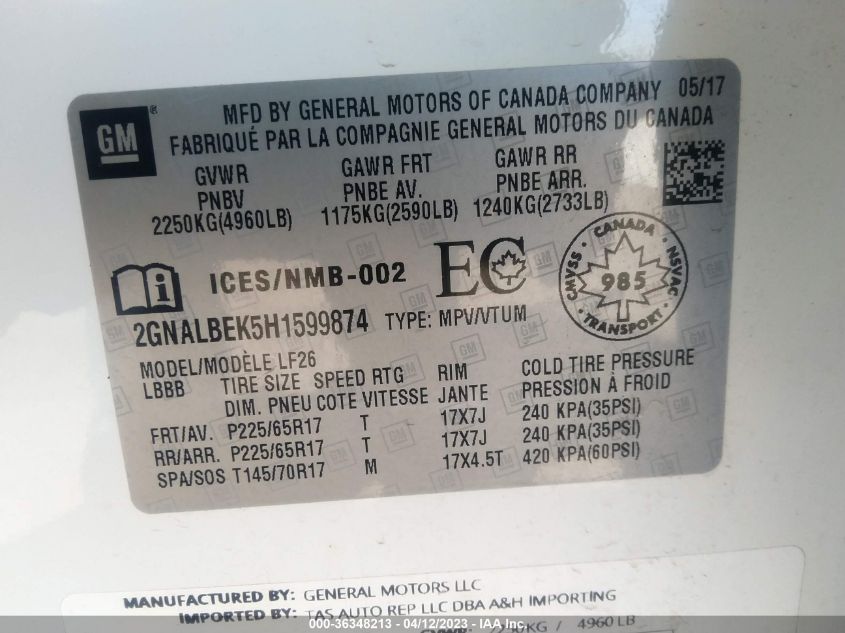 GM ®
MFD BY GENERAL MOTORS OF CANADA COMPANY 05/17
FABRIQUÉ PAR LA COMPAGNIE GENERAL MOTORS DU CANADA
GVWR GAWR FRT GAWR RR
PNBV PNBE AV. PNBE ARR.
2250KG(4960LB) 1175KG(2590LB) 1240KG(2733LB)
ICES/NMB-002 EC
CANADA
CMVSS 985 NSVAC
TRANSPORT
2GNALBEK5H1599874 TYPE: MPV/VTUM
MODEL/MODÈLE LF26
LBBB TIRE SIZE SPEED RTG RIM COLD TIRE PRESSURE
DIM. PNEU COTE VITESSE JANTE PRESSION À FROID
FRT/AV. P225/65R17 T 17X7J 240 KPA(35PSI)
RR/ARR. P225/65R17 T 17X7J 240 KPA(35PSI)
SPA/SOS T145/70R17 M 17X4.5T 420 KPA(60PSI)
MANUFACTURED BY: GENERAL MOTORS LLC
IMPORTED BY: TAS AUTO REP LLC DBA A&H IMPORTING
2250KG / 4960 LB
000-36348213 - 04/12/2023 - IAA Inc.